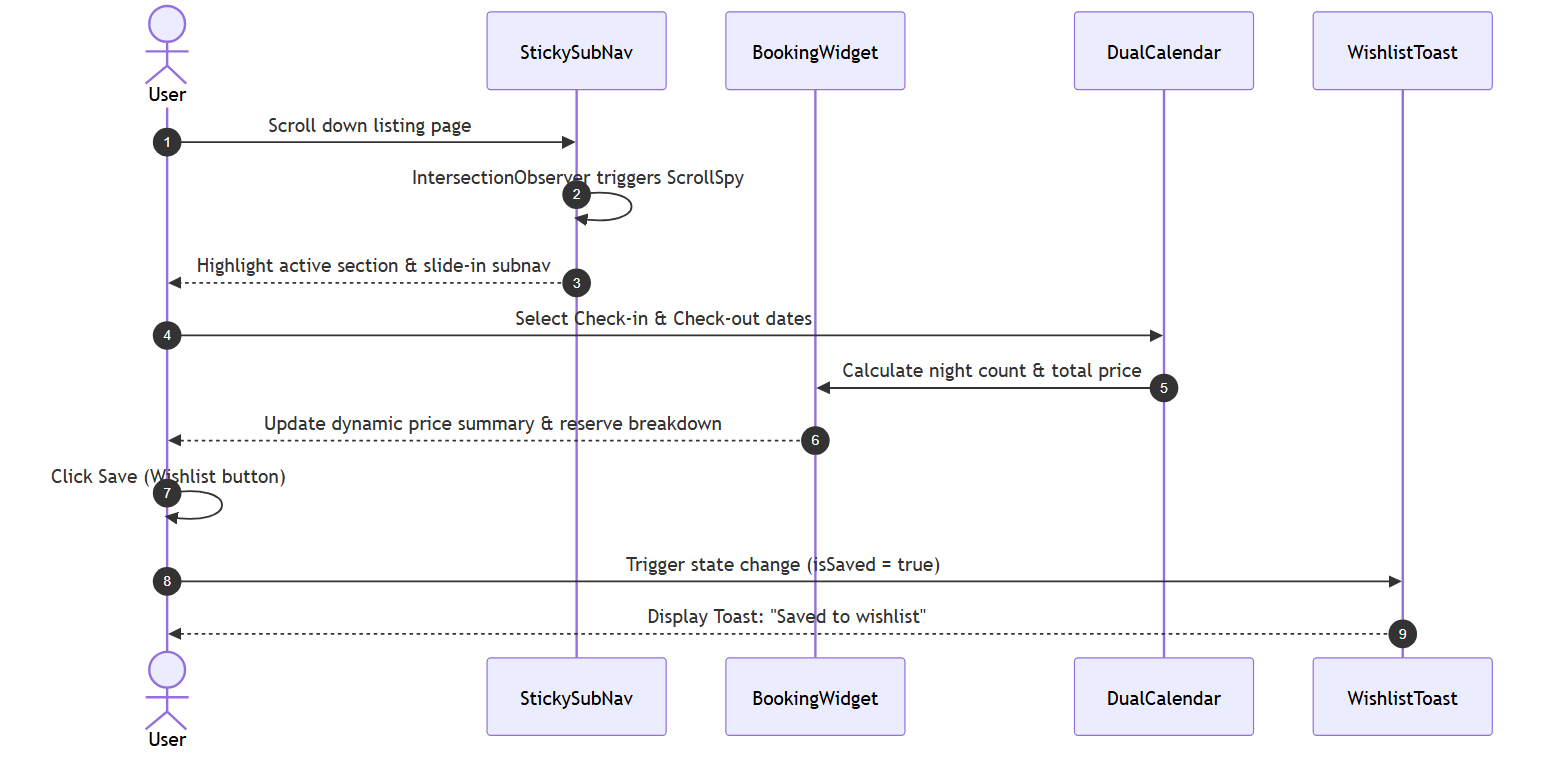 User
StickySubNav
BookingWidget
DualCalendar
WishlistToast
1
Scroll down listing page
IntersectionObserver triggers ScrollSpy
2
Highlight active section & slide-in subnav
3
4
Select Check-in & Check-out dates
Calculate night count & total price
5
Update dynamic price summary & reserve breakdown
6
Click Save (Wishlist button)
7
8
Trigger state change (isSaved = true)
Display Toast: "Saved to wishlist"
9
User
StickySubNav
BookingWidget
DualCalendar
WishlistToast